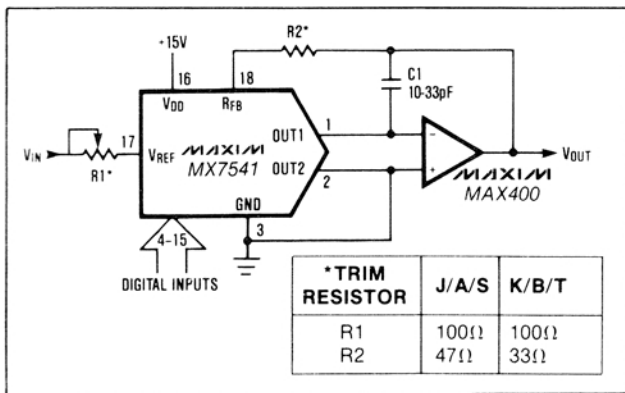 R2*
+15V
16
18
C1
10-33pF
VDD
RFB
1
OUT1
−
VIN
17
VREF
MAXIM
MX7541
R1*
OUT2
2
+
VOUT
MAXIM
MAX400
GND
3
4-15
DIGITAL INPUTS
*TRIM RESISTOR J/A/S K/B/T
R1 100Ω 100Ω
R2 47Ω 33Ω